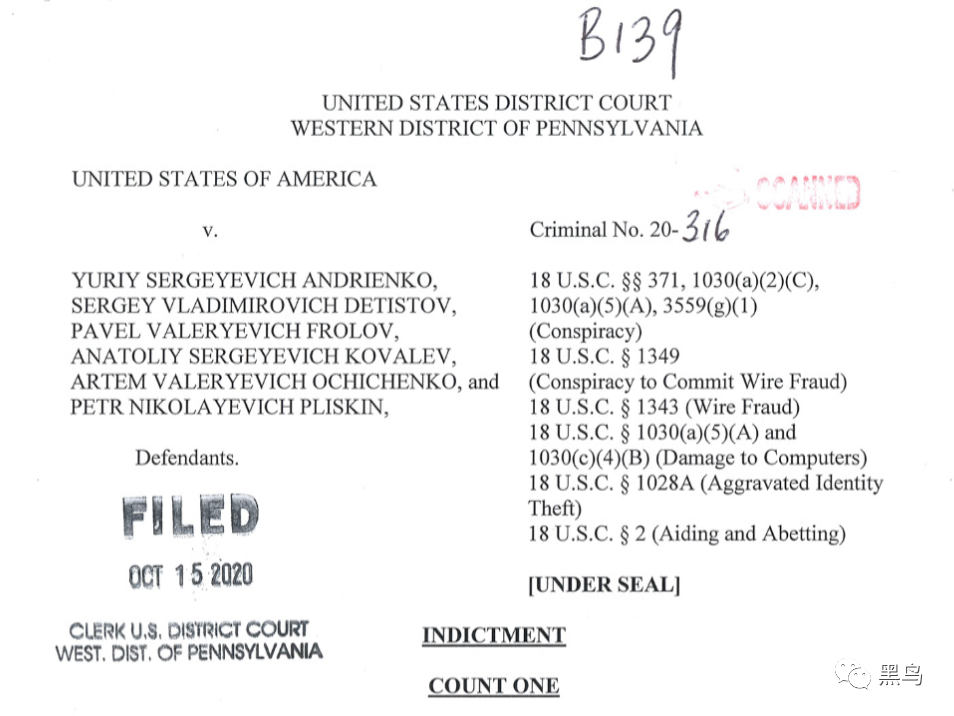 B139
UNITED STATES DISTRICT COURT
WESTERN DISTRICT OF PENNSYLVANIA
UNITED STATES OF AMERICA
v.
YURIY SERGEYEVICH ANDRIENKO,
SERGEY VLADIMIROVICH DETISTOV,
PAVEL VALERYEVICH FROLOV,
ANATOLIY SERGEYEVICH KOVALEV,
ARTEM VALERYEVICH OCHICHENKO, and
PETR NIKOLAYEVICH PLISKIN,
Defendants.
SCANNED
Criminal No. 20-316
18 U.S.C. §§ 371, 1030(a)(2)(C),
1030(a)(5)(A), 3559(g)(1)
(Conspiracy)
18 U.S.C. § 1349
(Conspiracy to Commit Wire Fraud)
18 U.S.C. § 1343 (Wire Fraud)
18 U.S.C. § 1030(a)(5)(A) and
1030(c)(4)(B) (Damage to Computers)
18 U.S.C. § 1028A (Aggravated Identity
Theft)
18 U.S.C. § 2 (Aiding and Abetting)
[UNDER SEAL]
FILED
OCT 15 2020
CLERK U.S. DISTRICT COURT
WEST. DIST. OF PENNSYLVANIA
INDICTMENT
COUNT ONE
黑鸟